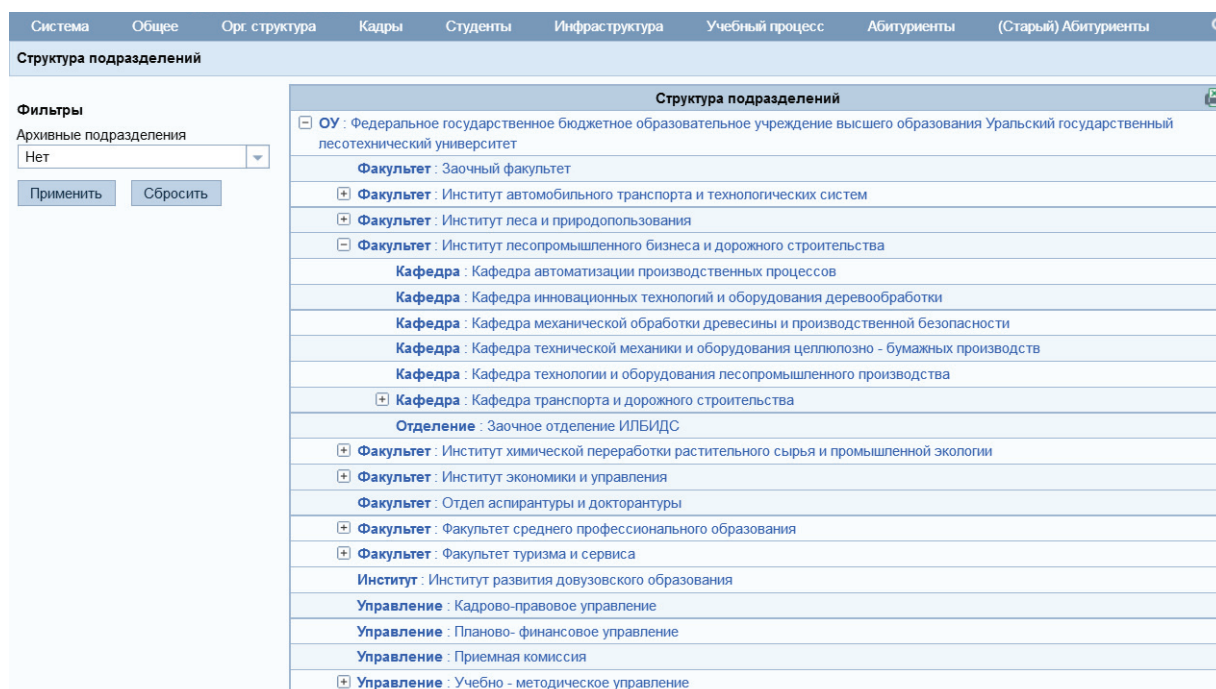 Система Общее Орг. структура Кадры Студенты Инфраструктура Учебный процесс Абитуриенты (Старый) Абитуриенты
Структура подразделений
Фильтры
Архивные подразделения
Нет
Применить Сбросить
Структура подразделений
ОУ : Федеральное государственное бюджетное образовательное учреждение высшего образования Уральский государственный
лесотехнический университет
Факультет : Заочный факультет
Факультет : Институт автомобильного транспорта и технологических систем
Факультет : Институт леса и природопользования
Факультет : Институт лесопромышленного бизнеса и дорожного строительства
Кафедра : Кафедра автоматизации производственных процессов
Кафедра : Кафедра инновационных технологий и оборудования деревообработки
Кафедра : Кафедра механической обработки древесины и производственной безопасности
Кафедра : Кафедра технической механики и оборудования целлюлозно - бумажных производств
Кафедра : Кафедра технологии и оборудования лесопромышленного производства
Кафедра : Кафедра транспорта и дорожного строительства
Отделение : Заочное отделение ИЛБИДС
Факультет : Институт химической переработки растительного сырья и промышленной экологии
Факультет : Институт экономики и управления
Факультет : Отдел аспирантуры и докторантуры
Факультет : Факультет среднего профессионального образования
Факультет : Факультет туризма и сервиса
Институт : Институт развития довузовского образования
Управление : Кадрово-правовое управление
Управление : Планово- финансовое управление
Управление : Приемная комиссия
Управление : Учебно - методическое управление